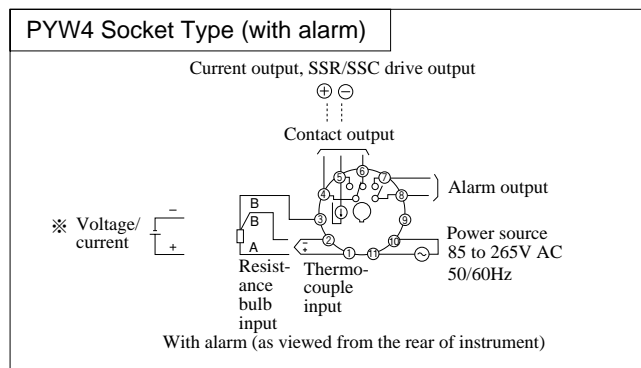 PYW4 Socket Type (with alarm)
Current output, SSR/SSC drive output
+ −
Contact output
5 6 7
4 8
Alarm output
B
3 9
B
※ Voltage/
current
−
+
2 10
A
− +
1 11
Power source
85 to 265V AC
50/60Hz
Resist-
ance
bulb
input
Thermo-
couple
input
With alarm (as viewed from the rear of instrument)